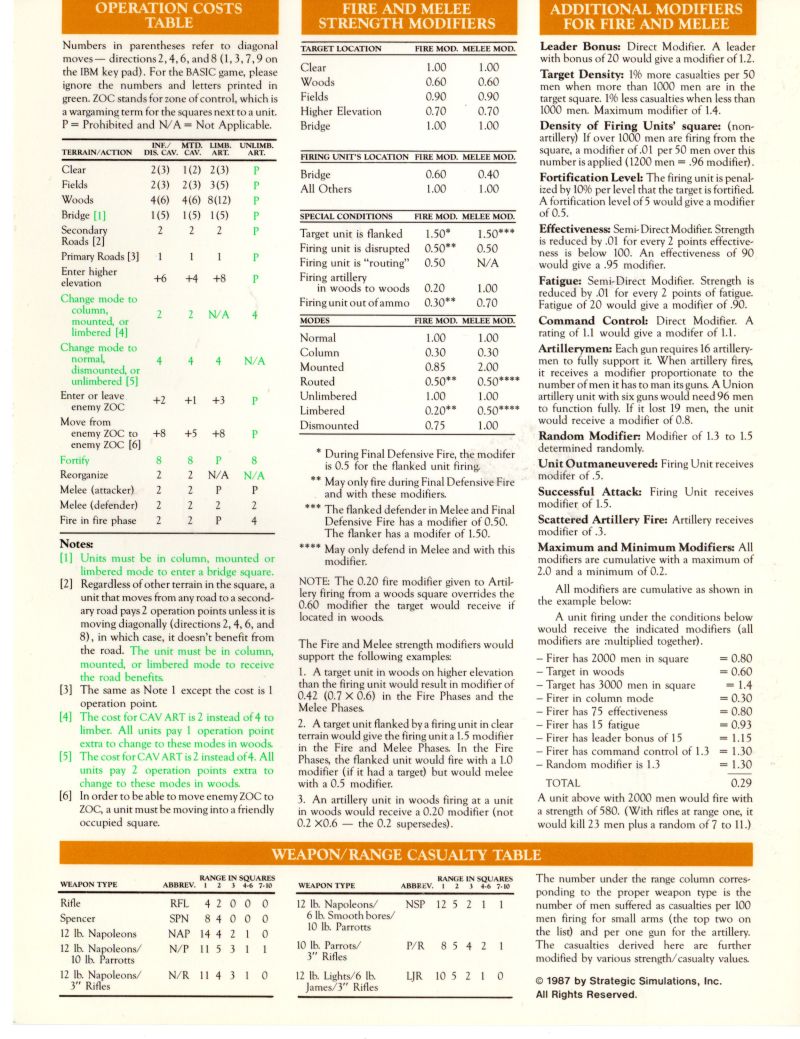 OPERATION COSTS
TABLE
Numbers in parentheses refer to diagonal
moves— directions 2, 4, 6, and 8 (1, 3, 7, 9 on
the IBM key pad). For the BASIC game, please
ignore the numbers and letters printed in
green. ZOC stands for zone of control, which is
a wargaming term for the squares next to a unit.
P = Prohibited and N/A = Not Applicable.
INF./ MTD. LIMB. UNLIMB.
TERRAIN/ACTION DIS. CAV. CAV. ART. ART.
Clear 2(3) 1(2) 2(3) P
Fields 2(3) 2(3) 3(5) P
Woods 4(6) 4(6) 8(12) P
Bridge [1] 1(5) 1(5) 1(5) P
Secondary 2 2 2 P
Roads [2]
Primary Roads [3] 1 1 1 P
Enter higher
elevation +6 +4 +8 P
Change mode to
column,
mounted, or 2 2 N/A 4
limbered [4]
Change mode to
normal, 4 4 4 N/A
dismounted, or
unlimbered [5]
Enter or leave
enemy ZOC +2 +1 +3 P
Move from
enemy ZOC to +8 +5 +8 P
enemy ZOC [6]
Fortify 8 8 P 8
Reorganize 2 2 N/A N/A
Melee (attacker) 2 2 P P
Melee (defender) 2 2 2 2
Fire in fire phase 2 2 P 4
Notes:
[1] Units must be in column, mounted or
limbered mode to enter a bridge square.
[2] Regardless of other terrain in the square, a
unit that moves from any road to a second-
ary road pays 2 operation points unless it is
moving diagonally (directions 2, 4, 6, and
8), in which case, it doesn't benefit from
the road. The unit must be in column,
mounted, or limbered mode to receive
the road benefits.
[3] The same as Note 1 except the cost is 1
operation point.
[4] The cost for CAV ART is 2 instead of 4 to
limber. All units pay 1 operation point
extra to change to these modes in woods.
[5] The cost for CAV ART is 2 instead of 4. All
units pay 2 operation points extra to
change to these modes in woods.
[6] In order to be able to move enemy ZOC to
ZOC, a unit must be moving into a friendly
occupied square.
FIRE AND MELEE
STRENGTH MODIFIERS
TARGET LOCATION FIRE MOD. MELEE MOD.
Clear 1.00 1.00
Woods 0.60 0.60
Fields 0.90 0.90
Higher Elevation 0.70 0.70
Bridge 1.00 1.00
FIRING UNIT'S LOCATION FIRE MOD. MELEE MOD.
Bridge 0.60 0.40
All Others 1.00 1.00
SPECIAL CONDITIONS FIRE MOD. MELEE MOD.
Target unit is flanked 1.50* 1.50***
Firing unit is disrupted 0.50** 0.50
Firing unit is "routing" 0.50 N/A
Firing artillery
in woods to woods 0.20 1.00
Firing unit out of ammo 0.30** 0.70
MODES FIRE MOD. MELEE MOD.
Normal 1.00 1.00
Column 0.30 0.30
Mounted 0.85 2.00
Routed 0.50** 0.50****
Unlimbered 1.00 1.00
Limbered 0.20** 0.50****
Dismounted 0.75 1.00
* During Final Defensive Fire, the modifer
is 0.5 for the flanked unit firing.
** May only fire during Final Defensive Fire
and with these modifiers.
*** The flanked defender in Melee and Final
Defensive Fire has a modifier of 0.50.
The flanker has a modifer of 1.50.
**** May only defend in Melee and with this
modifier.
NOTE: The 0.20 fire modifier given to Artil-
lery firing from a woods square overrides the
0.60 modifier the target would receive if
located in woods.
The Fire and Melee strength modifiers would
support the following examples:
1. A target unit in woods on higher elevation
than the firing unit would result in modifier of
0.42 (0.7 X 0.6) in the Fire Phases and the
Melee Phases.
2. A target unit flanked by a firing unit in clear
terrain would give the firing unit a 1.5 modifier
in the Fire and Melee Phases. In the Fire
Phases, the flanked unit would fire with a 1.0
modifier (if it had a target) but would melee
with a 0.5 modifier.
3. An artillery unit in woods firing at a unit
in woods would receive a 0.20 modifier (not
0.2 X0.6 — the 0.2 supersedes).
ADDITIONAL MODIFIERS
FOR FIRE AND MELEE
Leader Bonus: Direct Modifier. A leader
with bonus of 20 would give a modifier of 1.2.
Target Density: 1% more casualties per 50
men when more than 1000 men are in the
target square. 1% less casualties when less than
1000 men. Maximum modifier of 1.4.
Density of Firing Units' square: (non-
artillery) If over 1000 men are firing from the
square, a modifier of .01 per 50 men over this
number is applied (1200 men = .96 modifier).
Fortification Level: The firing unit is penal-
ized by 10% per level that the target is fortified.
A fortification level of 5 would give a modifier
of 0.5.
Effectiveness: Semi-Direct Modifier. Strength
is reduced by .01 for every 2 points effective-
ness is below 100. An effectiveness of 90
would give a .95 modifier.
Fatigue: Semi-Direct Modifier. Strength is
reduced by .01 for every 2 points of fatigue.
Fatigue of 20 would give a modifier of .90.
Command Control: Direct Modifier. A
rating of 1.1 would give a modifer of 1.1.
Artillerymen: Each gun requires 16 artillery-
men to fully support it. When artillery fires,
it receives a modifier proportionate to the
number of men it has to man its guns. A Union
artillery unit with six guns would need 96 men
to function fully. If it lost 19 men, the unit
would receive a modifier of 0.8.
Random Modifier: Modifier of 1.3 to 1.5
determined randomly.
Unit Outmaneuvered: Firing Unit receives
modifer of .5.
Successful Attack: Firing Unit receives
modifier of 1.5.
Scattered Artillery Fire: Artillery receives
modifier of .3.
Maximum and Minimum Modifiers: All
modifiers are cumulative with a maximum of
2.0 and a minimum of 0.2.
All modifiers are cumulative as shown in
the example below:
A unit firing under the conditions below
would receive the indicated modifiers (all
modifiers are multiplied together).
– Firer has 2000 men in square = 0.80
– Target in woods = 0.60
– Target has 3000 men in square = 1.4
– Firer in column mode = 0.30
– Firer has 75 effectiveness = 0.80
– Firer has 15 fatigue = 0.93
– Firer has leader bonus of 15 = 1.15
– Firer has command control of 1.3 = 1.30
– Random modifier is 1.3 = 1.30
TOTAL 0.29
A unit above with 2000 men would fire with
a strength of 580. (With rifles at range one, it
would kill 23 men plus a random of 7 to 11.)
WEAPON/RANGE CASUALTY TABLE
RANGE IN SQUARES
WEAPON TYPE ABBREV. 1 2 3 4-6 7-10
Rifle RFL 4 2 0 0 0
Spencer SPN 8 4 0 0 0
12 lb. Napoleons NAP 14 4 2 1 0
12 lb. Napoleons/ N/P 11 5 3 1 1
10 lb. Parrotts
12 lb. Napoleons/ N/R 11 4 3 1 0
3" Rifles
RANGE IN SQUARES
WEAPON TYPE ABBREV. 1 2 3 4-6 7-10
12 lb. Napoleons/ NSP 12 5 2 1 1
6 lb. Smooth bores/
10 lb. Parrotts
10 lb. Parrots/ P/R 8 5 4 2 1
3" Rifles
12 lb. Lights/6 lb. LJR 10 5 2 1 0
James/3" Rifles
The number under the range column corres-
ponding to the proper weapon type is the
number of men suffered as casualties per 100
men firing for small arms (the top two on
the list) and per one gun for the artillery.
The casualties derived here are further
modified by various strength/casualty values.
© 1987 by Strategic Simulations, Inc.
All Rights Reserved.